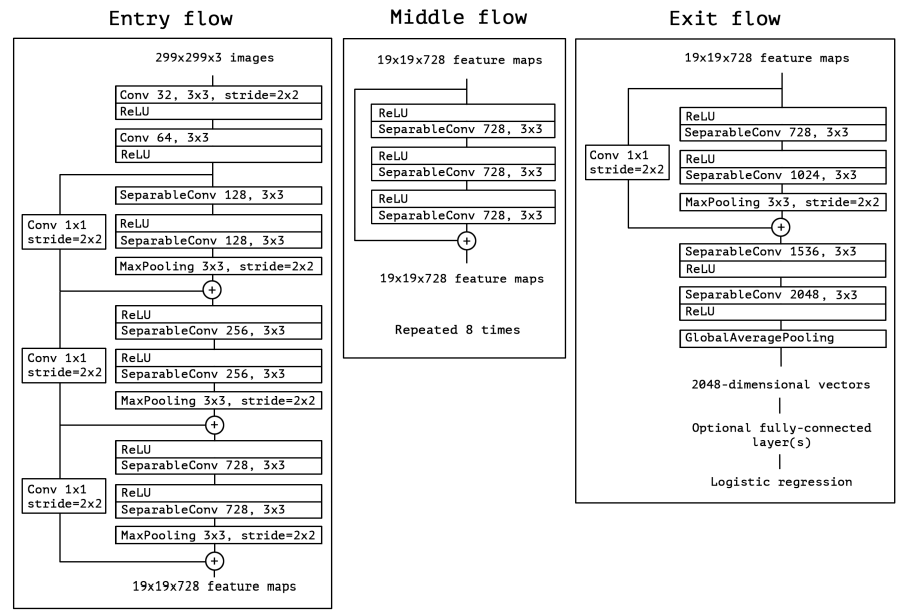 Entry flow
299x299x3 images
Conv 32, 3x3, stride=2x2
ReLU
Conv 64, 3x3
ReLU
SeparableConv 128, 3x3
Conv 1x1
stride=2x2
ReLU
SeparableConv 128, 3x3
MaxPooling 3x3, stride=2x2
+
ReLU
SeparableConv 256, 3x3
Conv 1x1
stride=2x2
ReLU
SeparableConv 256, 3x3
MaxPooling 3x3, stride=2x2
+
ReLU
SeparableConv 728, 3x3
Conv 1x1
stride=2x2
ReLU
SeparableConv 728, 3x3
MaxPooling 3x3, stride=2x2
+
19x19x728 feature maps
Middle flow
19x19x728 feature maps
ReLU
SeparableConv 728, 3x3
ReLU
SeparableConv 728, 3x3
ReLU
SeparableConv 728, 3x3
+
19x19x728 feature maps
Repeated 8 times
Exit flow
19x19x728 feature maps
ReLU
SeparableConv 728, 3x3
Conv 1x1
stride=2x2
ReLU
SeparableConv 1024, 3x3
MaxPooling 3x3, stride=2x2
+
SeparableConv 1536, 3x3
ReLU
SeparableConv 2048, 3x3
ReLU
GlobalAveragePooling
2048-dimensional vectors
Optional fully-connected
layer(s)
Logistic regression